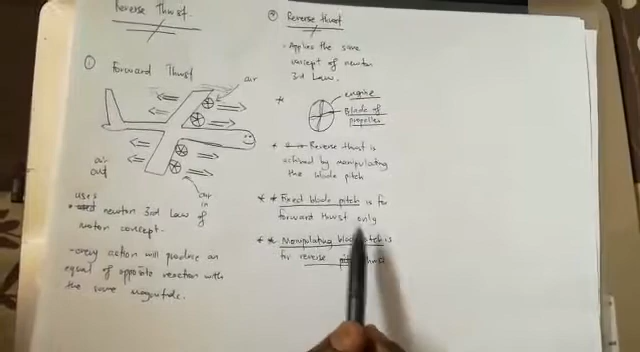 Reverse Thrust.
① Forward Thrust
air
air
out
air
in
uses
newton 3rd Law of
motion concept.
- every action will produce an
equal of opposite reaction with
the same magnitude.
② Reverse thrust
- Applies the same
concept of newton
3rd Law.
*
engine
Blade of
propeller
* Reverse thrust is
achieved by manipulating
the blade pitch
* * Fixed blade pitch is for
forward thrust only
* * Manipulating blade pitch is
for reverse thrust